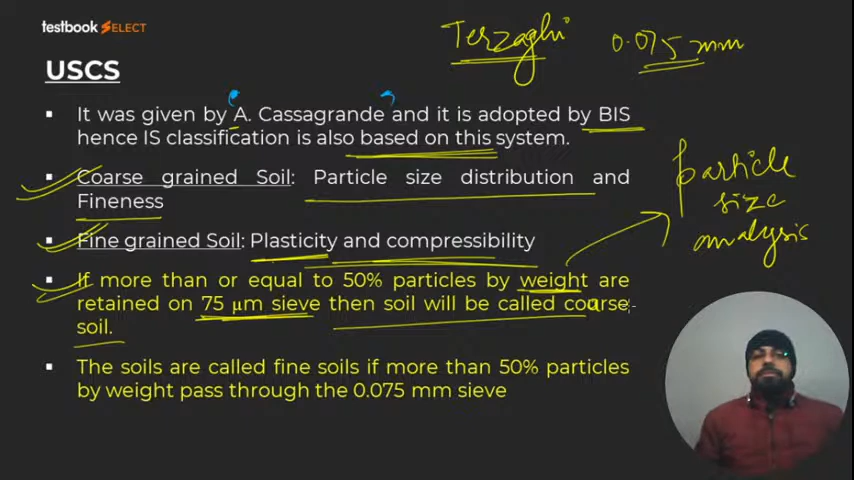 testbook SELECT
Terzaghi 0.075 mm
USCS
It was given by A. Cassagrande and it is adopted by BIS
hence IS classification is also based on this system.
Coarse grained Soil: Particle size distribution and
Fineness
Fine grained Soil: Plasticity and compressibility
If more than or equal to 50% particles by weight are
retained on 75 μm sieve then soil will be called coarse
soil.
The soils are called fine soils if more than 50% particles
by weight pass through the 0.075 mm sieve
particle
size
analysis